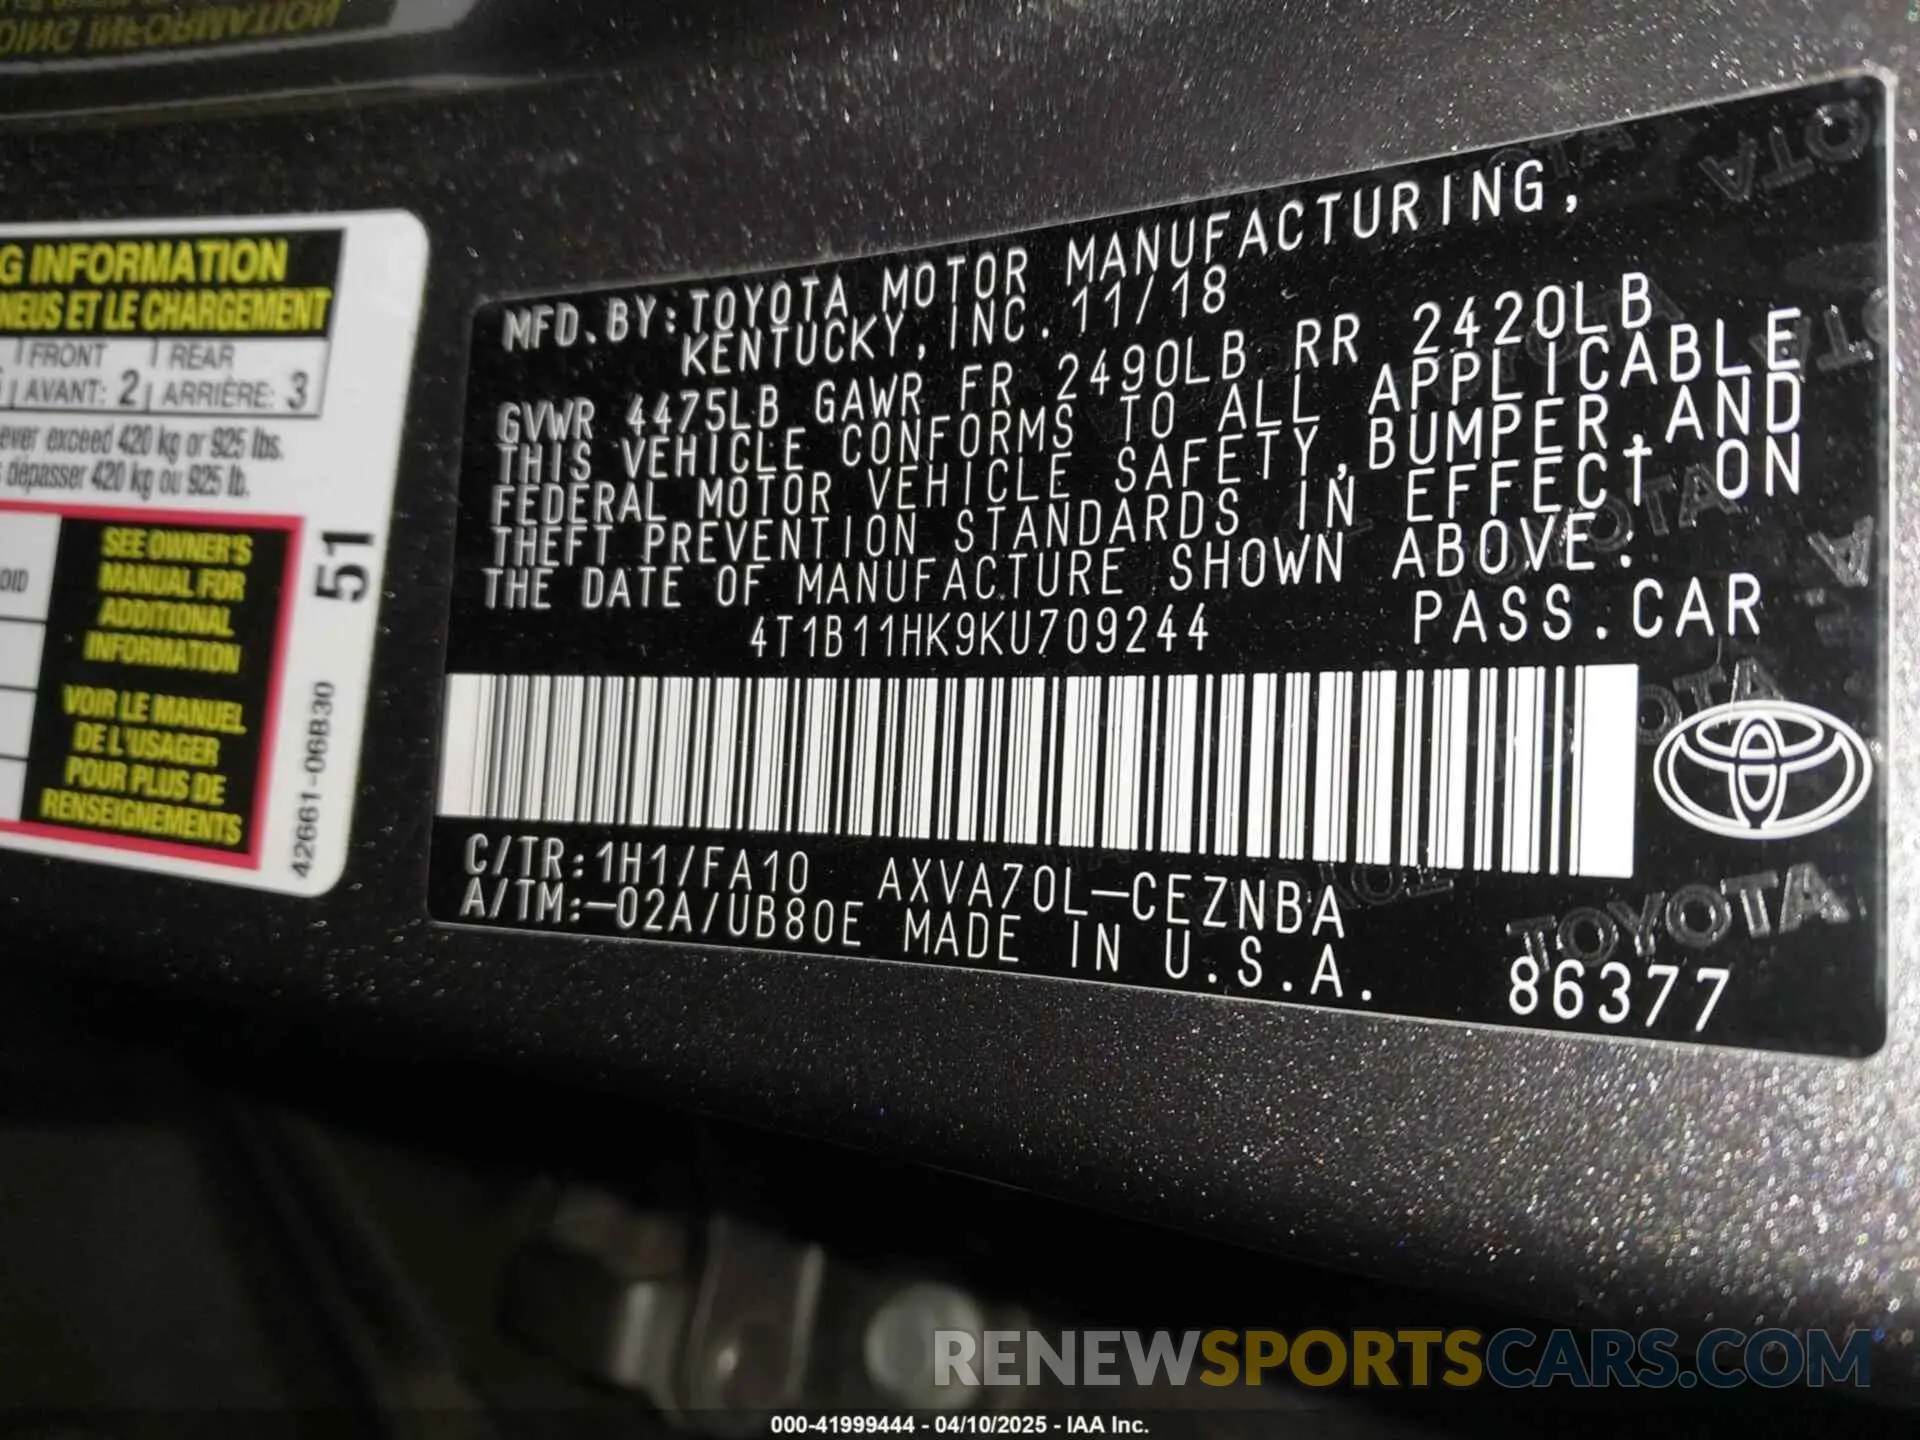 DING INFORMATION
G INFORMATION
NEUS ET LE CHARGEMENT
FRONT REAR
AVANT: 2 ARRIÈRE: 3
ever exceed 420 kg or 925 lbs.
dépasser 420 kg ou 925 lb.
SEE OWNER'S
MANUAL FOR
ADDITIONAL
INFORMATION
VOIR LE MANUEL
DE L'USAGER
POUR PLUS DE
RENSEIGNEMENTS
51
42661-06B30
MFD. BY: TOYOTA MOTOR MANUFACTURING,
KENTUCKY, INC. 11/18
GVWR 4475LB GAWR FR 2490LB RR 2420LB
THIS VEHICLE CONFORMS TO ALL APPLICABLE
FEDERAL MOTOR VEHICLE SAFETY, BUMPER, AND
THEFT PREVENTION STANDARDS IN EFFECT ON
THE DATE OF MANUFACTURE SHOWN ABOVE.
4T1B11HK9KU709244 PASS. CAR
C/TR: 1H1/FA10 AXVA70L-CEZNBA
A/TM: -02A/UB80E MADE IN U.S.A.
TOYOTA
86377
RENEWSPORTSCARS.COM
000-41999444 - 04/10/2025 - IAA Inc.